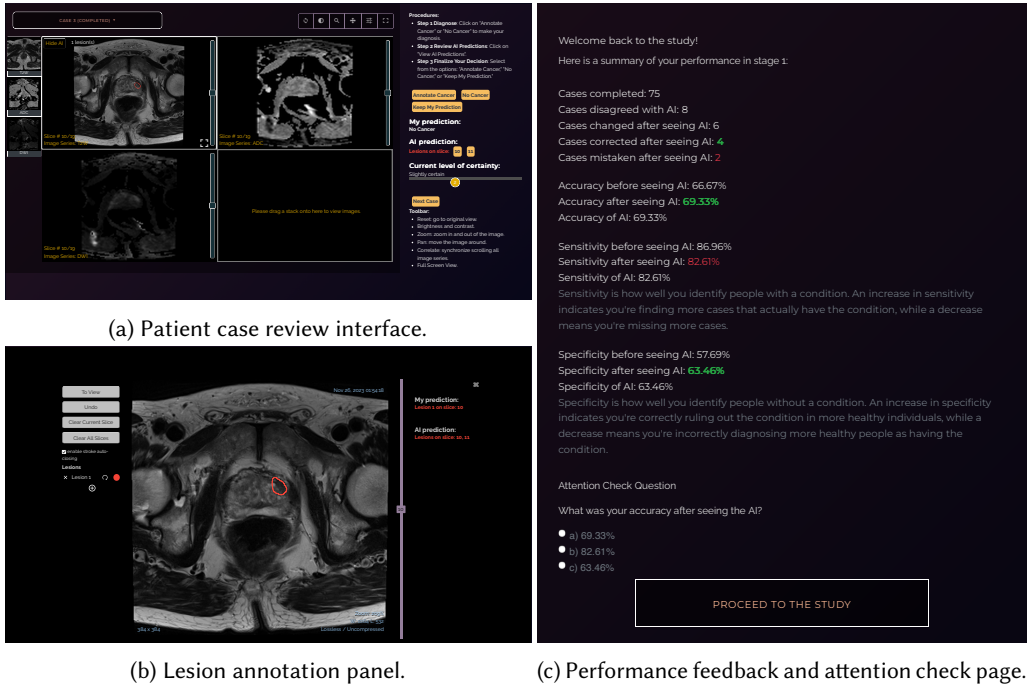 CASE 3 (COMPLETED)
Hide AI
1 lesion(s)
T2W
ADC
DWI
Slice # 10/19
Slice # 10/19
Image Series: ADC
Slice # 10/19
Image Series: DWI
Please drag a stack onto here to view images.
Procedures:
• Step 1 Diagnose: Click on "Annotate
Cancer" or "No Cancer" to make your
diagnosis.
• Step 2 Review AI Predictions: Click on
"View AI Predictions".
• Step 3 Finalize Your Decision: Select
from the options: "Annotate Cancer," "No
Cancer," or "Keep My Prediction."
Annotate Cancer No Cancer
Keep My Prediction
My prediction:
No Cancer
AI prediction:
Lesions on slice: 10 11
Current level of certainty:
Slightly certain
Next Case
Toolbar:
• Reset: go to original view.
• Brightness and contrast.
• Zoom: zoom in and out of the image.
• Pan: move the image around.
• Correlate: synchronize scrolling all
image series.
• Full Screen View.
(a) Patient case review interface.
To View
Undo
Clear Current Slice
Clear All Slices
enable stroke auto-
closing
Lesions
Lesion 1
Nov 26, 2023 01:54:18
384 x 384
Lossless / Uncompressed
My prediction:
Lesion 1 on slice: 10
AI prediction:
Lesions on slice: 10, 11
(b) Lesion annotation panel.
Welcome back to the study!
Here is a summary of your performance in stage 1:
Cases completed: 75
Cases disagreed with AI: 8
Cases changed after seeing AI: 6
Cases corrected after seeing AI: 4
Cases mistaken after seeing AI: 2
Accuracy before seeing AI: 66.67%
Accuracy after seeing AI: 69.33%
Accuracy of AI: 69.33%
Sensitivity before seeing AI: 86.96%
Sensitivity after seeing AI: 82.61%
Sensitivity of AI: 82.61%
Sensitivity is how well you identify people with a condition. An increase in sensitivity
indicates you're finding more cases that actually have the condition, while a decrease
means you're missing more cases.
Specificity before seeing AI: 57.69%
Specificity after seeing AI: 63.46%
Specificity of AI: 63.46%
Specificity is how well you identify people without a condition. An increase in specificity
indicates you're correctly ruling out the condition in more healthy individuals, while a
decrease means you're incorrectly diagnosing more healthy people as having the
condition.
Attention Check Question
What was your accuracy after seeing the AI?
a) 69.33%
b) 82.61%
c) 63.46%
PROCEED TO THE STUDY
(c) Performance feedback and attention check page.